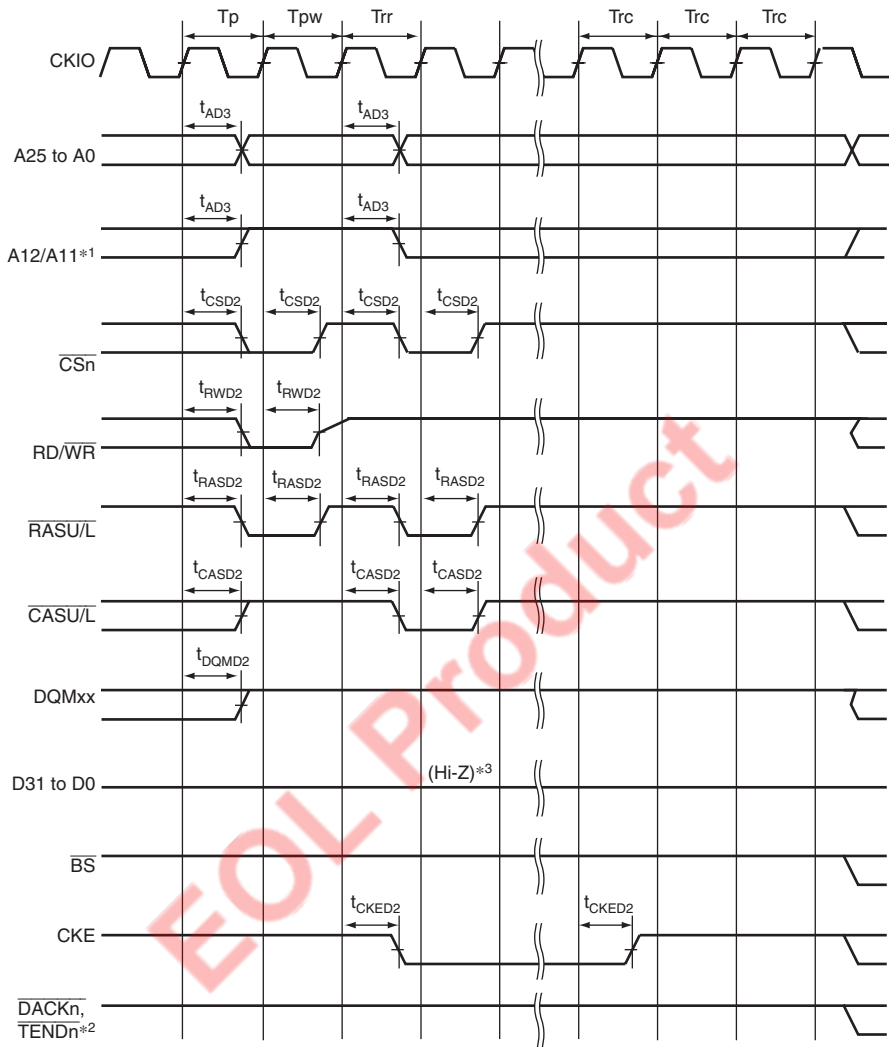 Tp Tpw Trr Trc Trc Trc
CKIO
tAD3 tAD3
A25 to A0
tAD3 tAD3
A12/A11*1
tCSD2 tCSD2 tCSD2 tCSD2
CSn
tRWD2 tRWD2
RD/WR
tRASD2 tRASD2 tRASD2 tRASD2
RASU/L
tCASD2 tCASD2 tCASD2
CASU/L
tDQMD2
DQMxx
(Hi-Z)*3
D31 to D0
BS
tCKED2 tCKED2
CKE
DACKn,
TENDn*2
EOL Product